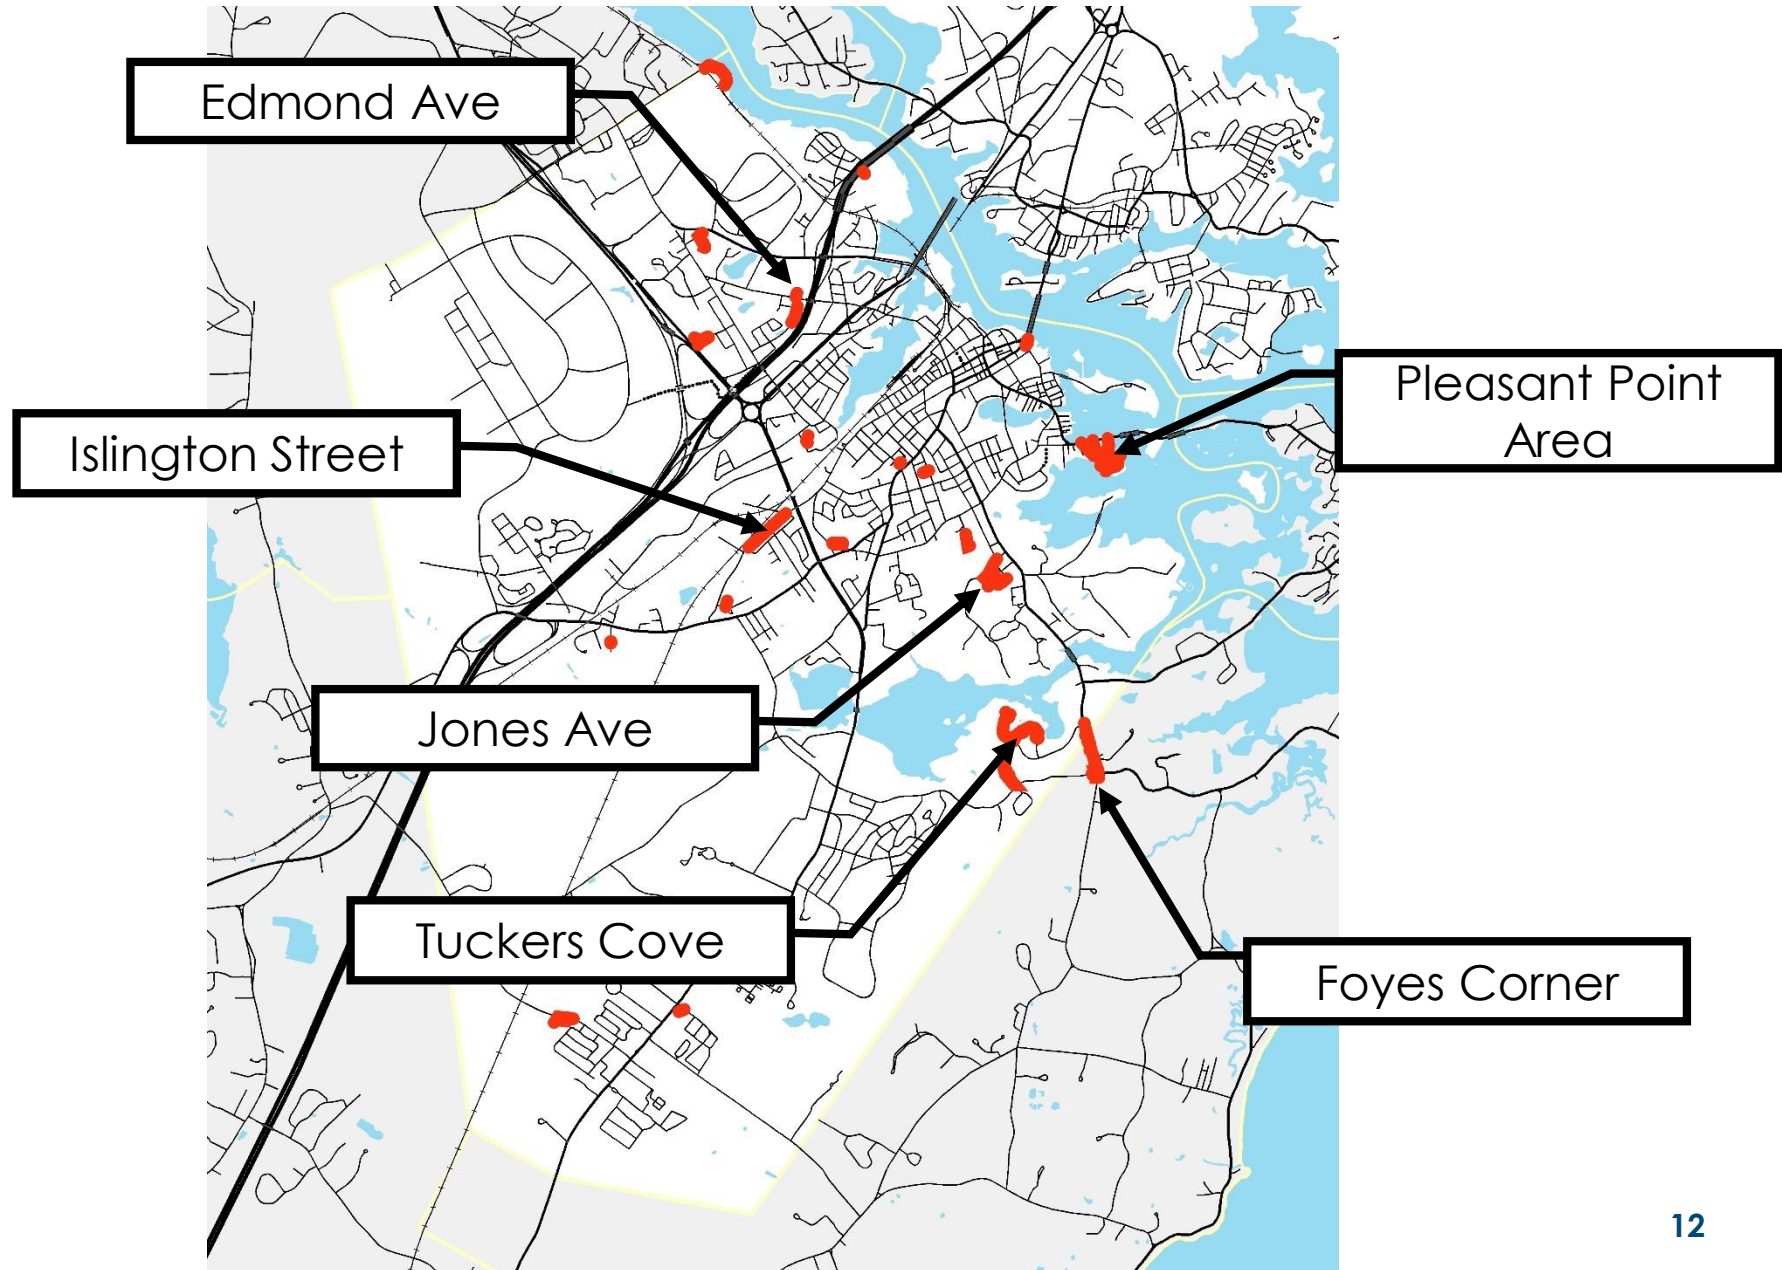 Edmond Ave
Pleasant Point
Area
Islington Street
Jones Ave
Tuckers Cove
Foyes Corner
12